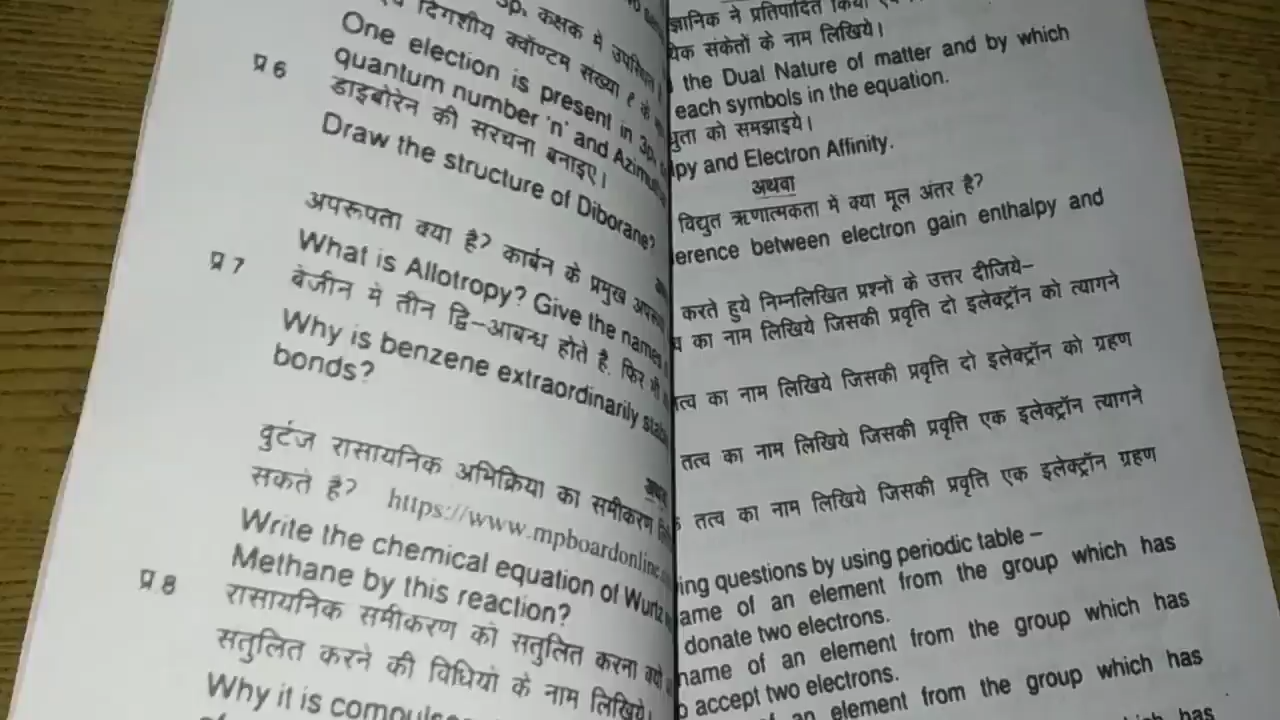 3p, कक्षक में उपस्थित
दिगंशीय क्वॉण्टम संख्या ℓ के
One election is present in 3p,
quantum number 'n' and Azimu
प्र 6 डाइबोरेन की सरचना बनाइए।
Draw the structure of Diborane?
अपरूपता क्या है? कार्बन के प्रमुख अपरूप
What is Allotropy? Give the names
प्र 7 बेजीन मे तीन द्वि-आबन्ध होते है, फिर भी
Why is benzene extraordinarily stab
bonds?
वुर्टज रासायनिक अभिक्रिया का समीकरण
सकते है? https://www.mpboardonline.
Write the chemical equation of Wurtz
Methane by this reaction?
प्र 8 रासायनिक समीकरण को संतुलित करना क्यों
संतुलित करने की विधियों के नाम लिखिये।
Why it is compuls
ज्ञानिक ने प्रतिपादित किया
संकेतों के नाम लिखिये।
the Dual Nature of matter and by which
each symbols in the equation.
को समझाइये।
lpy and Electron Affinity.
अथवा
विद्युत ऋणात्मकता में क्या मूल अंतर है?
erence between electron gain enthalpy and
करते हुये निम्नलिखित प्रश्नों के उत्तर दीजिये–
का नाम लिखिये जिसकी प्रवृत्ति दो इलेक्ट्रॉन को त्यागने
तत्व का नाम लिखिये जिसकी प्रवृत्ति दो इलेक्ट्रॉन को ग्रहण
तत्व का नाम लिखिये जिसकी प्रवृत्ति एक इलेक्ट्रॉन त्यागने
तत्व का नाम लिखिये जिसकी प्रवृत्ति एक इलेक्ट्रॉन ग्रहण
ing questions by using periodic table –
ame of an element from the group which has
donate two electrons.
name of an element from the group which has
o accept two electrons.
of an element from the group which has
which has